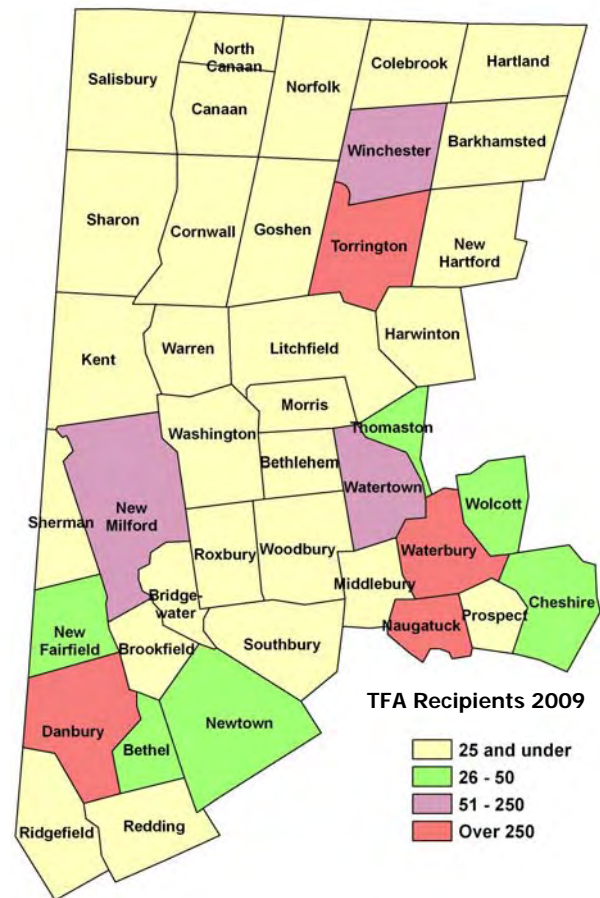 North
Canaan
Colebrook
Hartland
Salisbury
Norfolk
Canaan
Winchester
Barkhamsted
Sharon
Cornwall
Goshen
Torrington
New
Hartford
Kent
Warren
Litchfield
Harwinton
Morris
Washington
Thomaston
Bethlehem
Watertown
Wolcott
Sherman
New
Milford
Roxbury
Woodbury
Waterbury
Middlebury
Bridge-
water
Cheshire
Prospect
Naugatuck
New
Fairfield
Brookfield
Southbury
Danbury
Bethel
Newtown
Ridgefield
Redding
TFA Recipients 2009
25 and under
26 - 50
51 - 250
Over 250